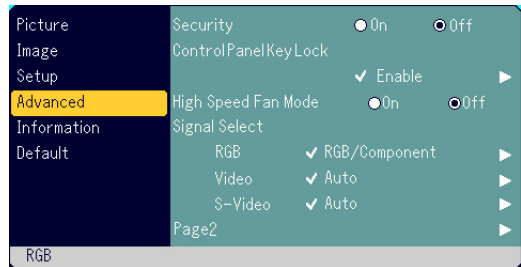 Picture
Image
Setup
Advanced
Information
Default
Security On Off
ControlPanelKeyLock
Enable
High Speed Fan Mode On Off
Signal Select
RGB RGB/Component
Video Auto
S-Video Auto
Page2
RGB